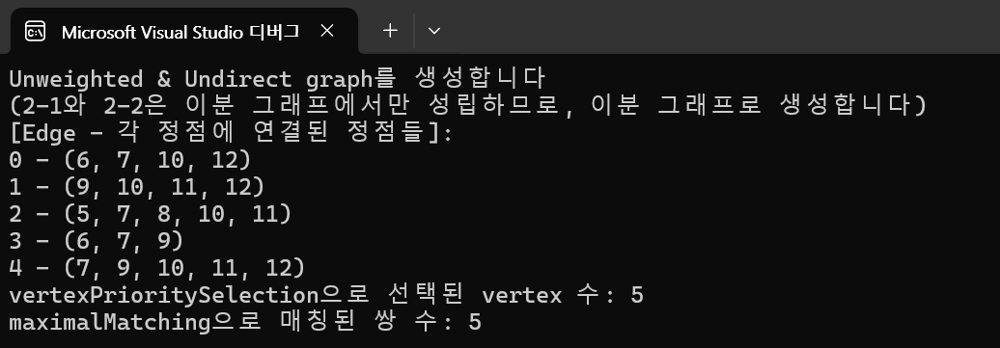 Microsoft Visual Studio 디버그
Unweighted & Undirect graph를 생성합니다
(2-1와 2-2은 이분 그래프에서만 성립하므로, 이분 그래프로 생성합니다)
[Edge - 각 정점에 연결된 정점들]:
0 - (6, 7, 10, 12)
1 - (9, 10, 11, 12)
2 - (5, 7, 8, 10, 11)
3 - (6, 7, 9)
4 - (7, 9, 10, 11, 12)
vertexPrioritySelection으로 선택된 vertex 수: 5
maximalMatching으로 매칭된 쌍 수: 5